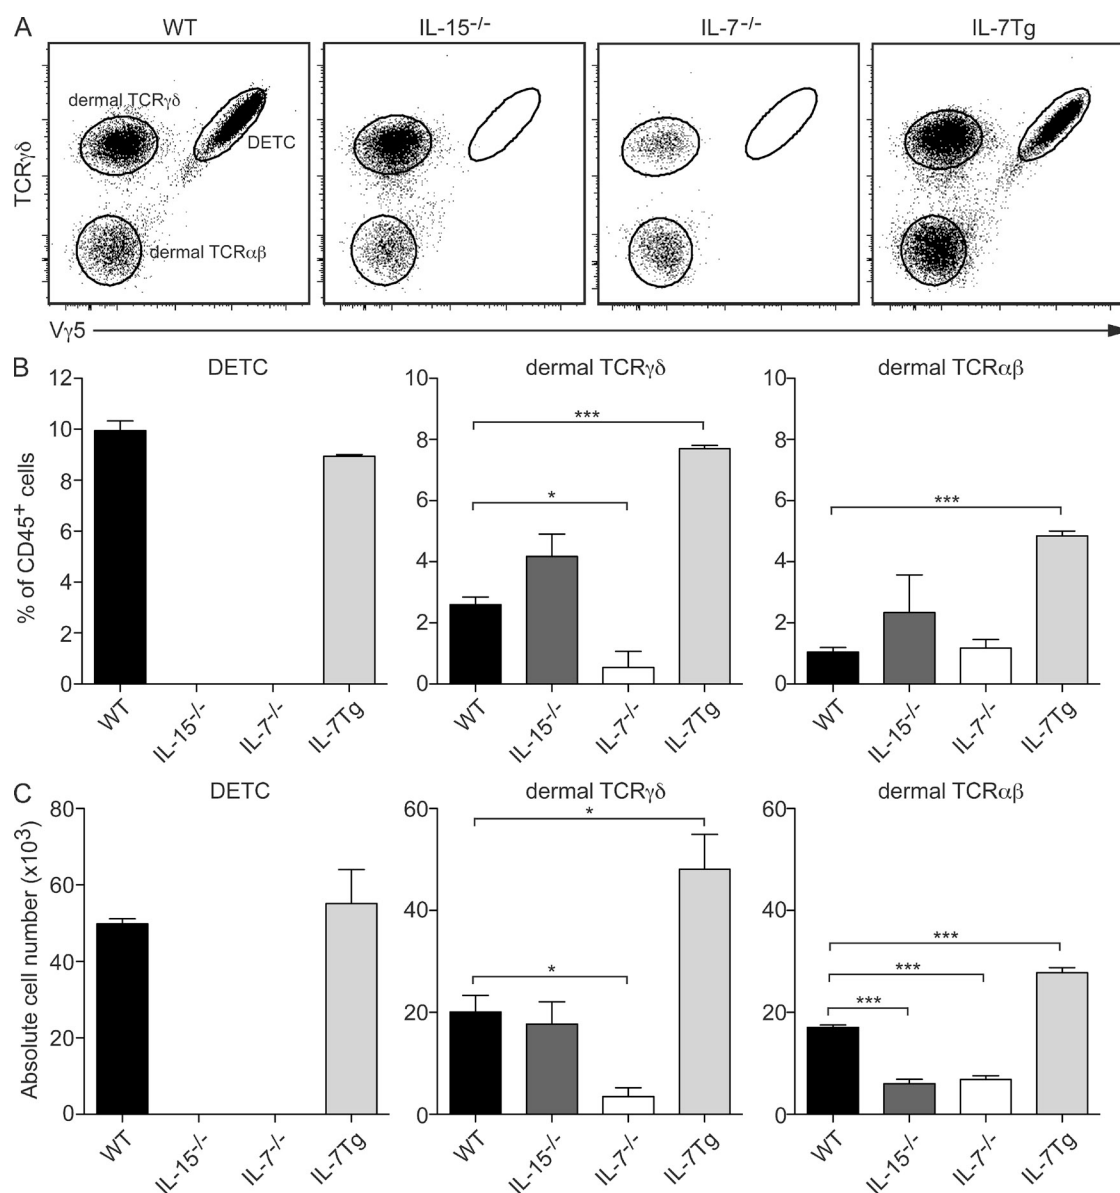 A
WT IL-15-/- IL-7-/- IL-7Tg
TCRγδ
dermal TCRγδ
DETC
dermal TCRαβ
Vγ5
B
DETC dermal TCRγδ dermal TCRαβ
% of CD45+ cells
12 10 8 6 4 2 0
10 8 6 4 2 0
10 8 6 4 2 0
***
*
***
WT IL-15-/- IL-7-/- IL-7Tg
WT IL-15-/- IL-7-/- IL-7Tg
WT IL-15-/- IL-7-/- IL-7Tg
C
DETC dermal TCRγδ dermal TCRαβ
Absolute cell number (x103)
80 60 40 20 0
60 40 20 0
60 40 20 0
*
*
***
***
***
WT IL-15-/- IL-7-/- IL-7Tg
WT IL-15-/- IL-7-/- IL-7Tg
WT IL-15-/- IL-7-/- IL-7Tg